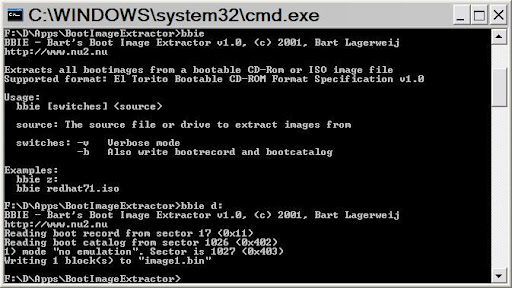 C:\WINDOWS\system32\cmd.exe
F:\D\Apps\BootImageExtractor>bbie
BBIE - Bart's Boot Image Extractor v1.0, (c) 2001, Bart Lagerweij
http://www.nu2.nu
Extracts all bootimages from a bootable CD-Rom or ISO image file
Supported format: El Torito Bootable CD-ROM Format Specification v1.0
Usage:
bbie [switches] <source>
source: The source file or drive to extract images from
switches: -v Verbose mode
-b Also write bootrecord and bootcatalog
Examples:
bbie z:
bbie redhat71.iso
F:\D\Apps\BootImageExtractor>bbie d:
BBIE - Bart's Boot Image Extractor v1.0, (c) 2001, Bart Lagerweij
http://www.nu2.nu
Reading boot record from sector 17 (0x11)
Reading boot catalog from sector 1026 (0x402)
1) mode "no emulation". Sector is 1027 (0x403)
Writing 1 block(s) to "image1.bin"
F:\D\Apps\BootImageExtractor>